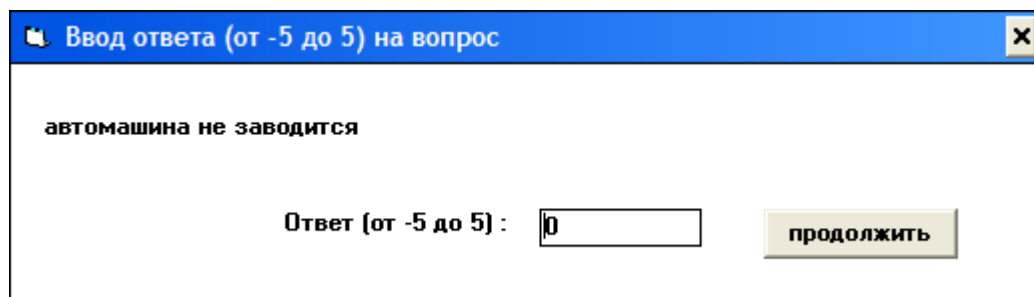 Ввод ответа (от -5 до 5) на вопрос
автомашина не заводится
Ответ (от -5 до 5) : 0 продолжить